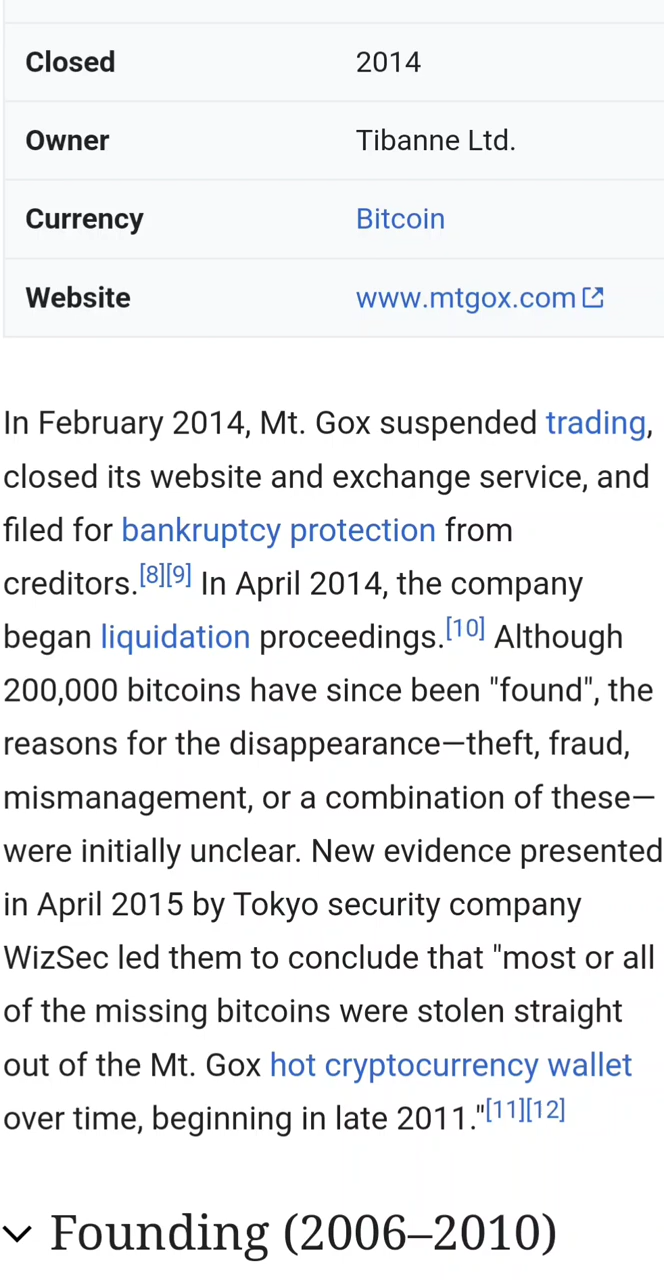 Closed 2014
Owner Tibanne Ltd.
Currency Bitcoin
Website www.mtgox.com
In February 2014, Mt. Gox suspended trading,
closed its website and exchange service, and
filed for bankruptcy protection from
creditors.[8][9] In April 2014, the company
began liquidation proceedings.[10] Although
200,000 bitcoins have since been "found", the
reasons for the disappearance—theft, fraud,
mismanagement, or a combination of these—
were initially unclear. New evidence presented
in April 2015 by Tokyo security company
WizSec led them to conclude that "most or all
of the missing bitcoins were stolen straight
out of the Mt. Gox hot cryptocurrency wallet
over time, beginning in late 2011."[11][12]
Founding (2006–2010)